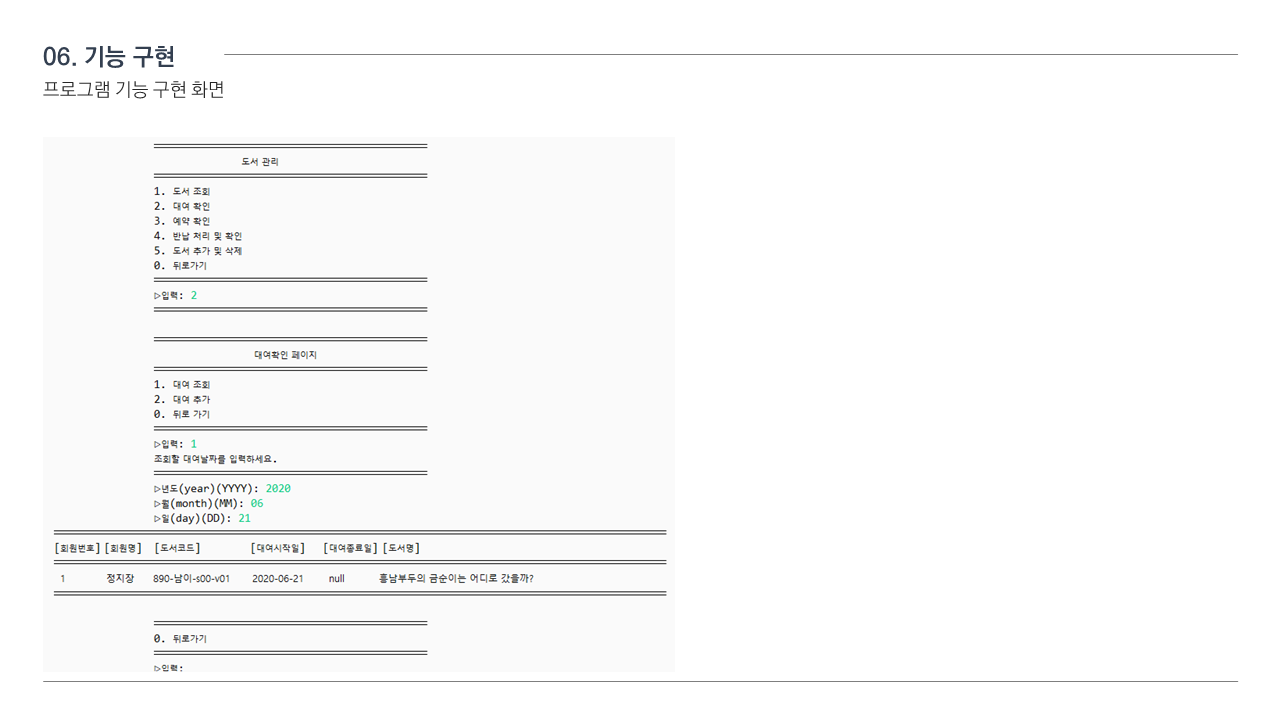 06. 기능 구현
프로그램 기능 구현 화면
도서 관리
1. 도서 조회
2. 대여 확인
3. 예약 확인
4. 반납 처리 및 확인
5. 도서 추가 및 삭제
0. 뒤로가기
▷입력: 2
대여확인 페이지
1. 대여 조회
2. 대여 추가
0. 뒤로 가기
▷입력: 1
조회할 대여날짜를 입력하세요.
▷년도(year)(YYYY): 2020
▷월(month)(MM): 06
▷일(day)(DD): 21
[회원번호] [회원명] [도서코드] [대여시작일] [대여종료일] [도서명]
1 정지장 890-남이-s00-v01 2020-06-21 null 흥남부두의 금순이는 어디로 갔을까?
0. 뒤로가기
▷입력: